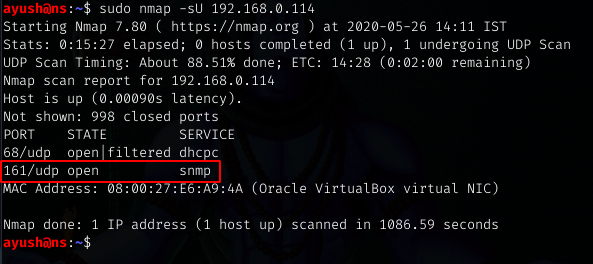 ayush@ns:~$ sudo nmap -sU 192.168.0.114
Starting Nmap 7.80 ( https://nmap.org ) at 2020-05-26 14:11 IST
Stats: 0:15:27 elapsed; 0 hosts completed (1 up), 1 undergoing UDP Scan
UDP Scan Timing: About 88.51% done; ETC: 14:28 (0:02:00 remaining)
Nmap scan report for 192.168.0.114
Host is up (0.00090s latency).
Not shown: 998 closed ports
PORT    STATE         SERVICE
68/udp  open|filtered dhcpc
161/udp open          snmp
MAC Address: 08:00:27:E6:A9:4A (Oracle VirtualBox virtual NIC)
Nmap done: 1 IP address (1 host up) scanned in 1086.59 seconds
ayush@ns:~$